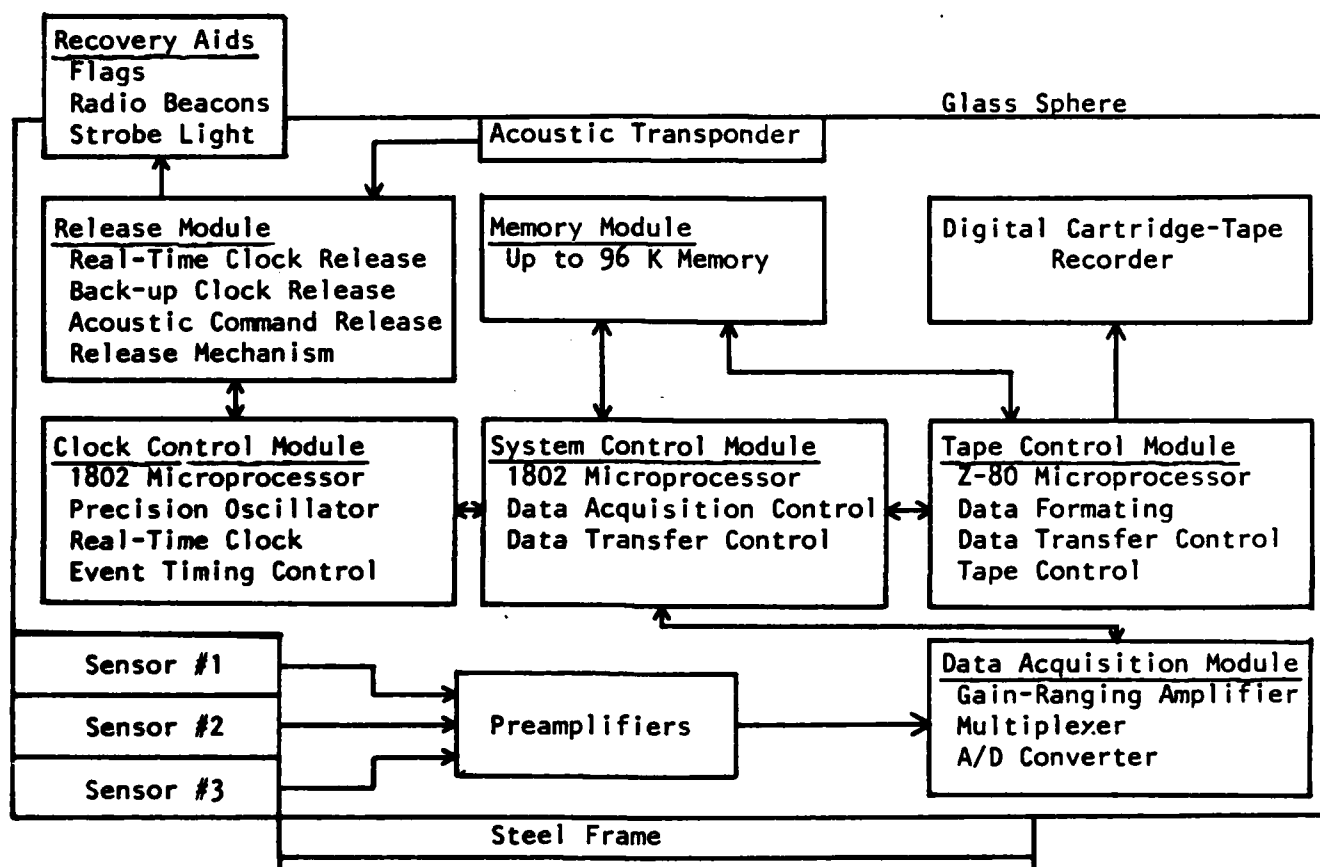 Recovery Aids
Flags
Radio Beacons
Strobe Light
Glass Sphere
Acoustic Transponder
Release Module
Real-Time Clock Release
Back-up Clock Release
Acoustic Command Release
Release Mechanism
Memory Module
Up to 96 K Memory
Digital Cartridge-Tape
Recorder
Clock Control Module
1802 Microprocessor
Precision Oscillator
Real-Time Clock
Event Timing Control
System Control Module
1802 Microprocessor
Data Acquisition Control
Data Transfer Control
Tape Control Module
Z-80 Microprocessor
Data Formating
Data Transfer Control
Tape Control
Sensor #1
Sensor #2
Sensor #3
Preamplifiers
Data Acquisition Module
Gain-Ranging Amplifier
Multiplexer
A/D Converter
Steel Frame